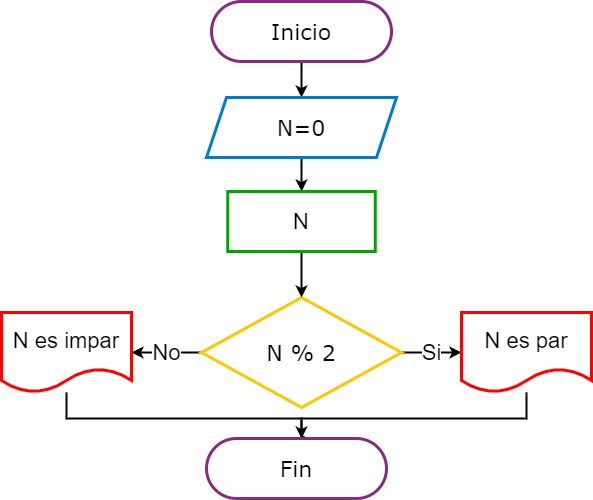 Inicio
N=0
N
N es impar
No
N % 2
Si
N es par
Fin